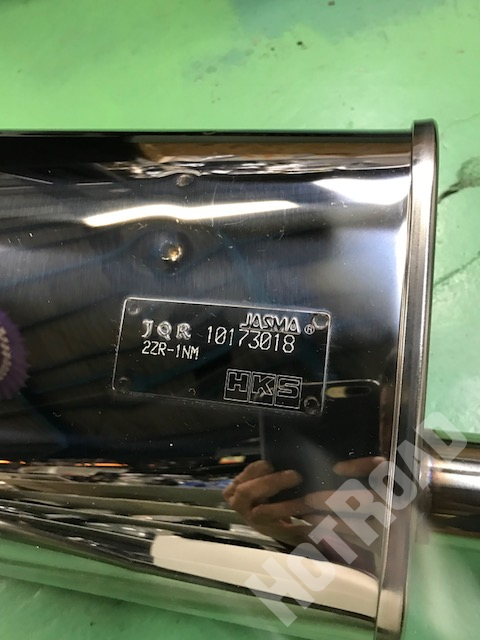 JQR 10173018 JASMA®
2ZR-1NM
HKS
HOTROAD